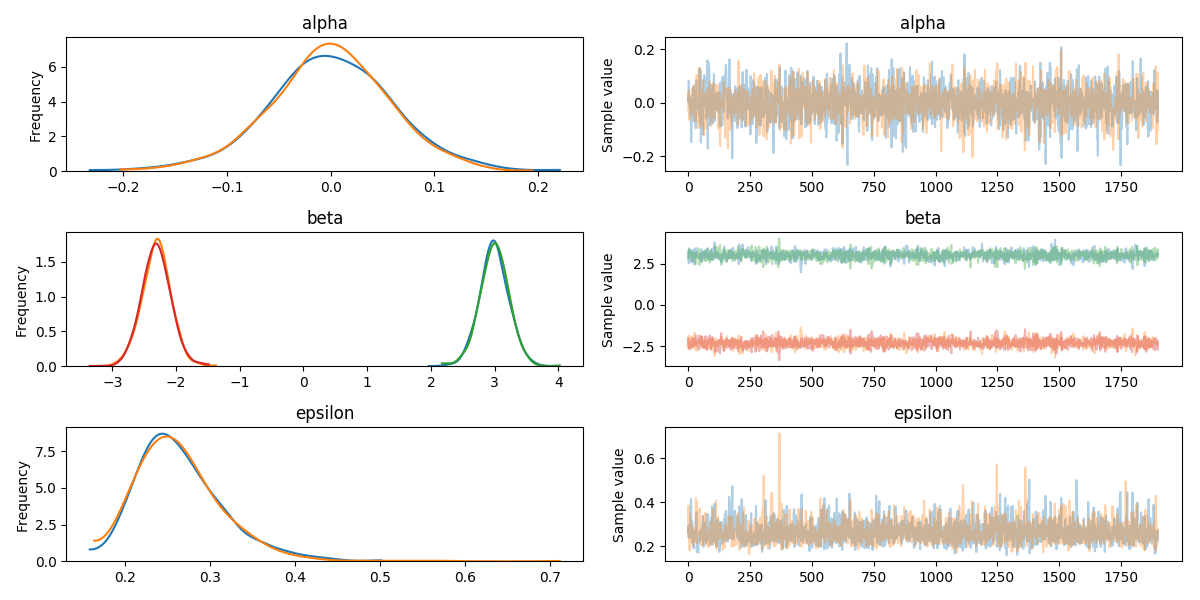 alpha
Frequency
6
4
2
0
−0.2 −0.1 0.0 0.1 0.2
alpha
Sample value
0.2
0.0
−0.2
0 250 500 750 1000 1250 1500 1750
beta
Frequency
1.5
1.0
0.5
0.0
−3 −2 −1 0 1 2 3 4
beta
Sample value
2.5
0.0
−2.5
0 250 500 750 1000 1250 1500 1750
epsilon
Frequency
7.5
5.0
2.5
0.0
0.2 0.3 0.4 0.5 0.6 0.7
epsilon
Sample value
0.6
0.4
0.2
0 250 500 750 1000 1250 1500 1750